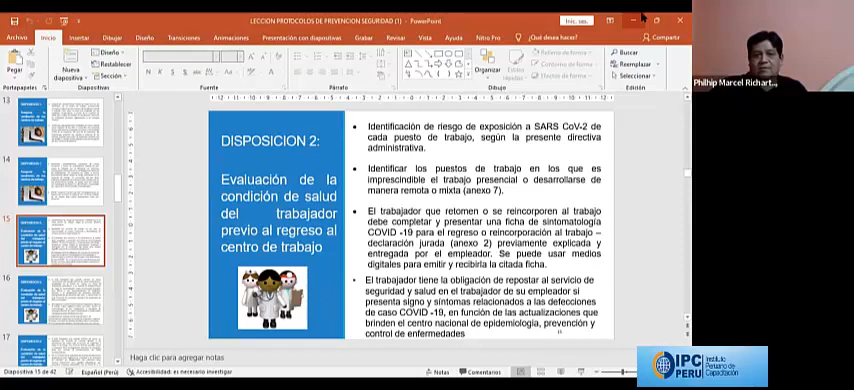 LECCION PROTOCOLOS DE PREVENCION SEGURIDAD (1) - PowerPoint
Inic. ses.
Archivo Inicio Insertar Dibujar Diseño Transiciones Animaciones Presentación con diapositivas Grabar Revisar Vista Ayuda Nitro Pro ¿Qué desea hacer? Compartir
Pegar
Nueva
diapositiva
Diseño
Restablecer
Sección
Organizar
Estilos
rápidos
Relleno de forma
Contorno de forma
Efectos de forma
Buscar
Reemplazar
Seleccionar
Portapapeles Diapositivas Fuente Párrafo Dibujo Edición
Philhip Marcel Richart...
13
14
15
16
17
DISPOSICION 2:
Evaluación de la
condición de salud
del trabajador
previo al regreso al
centro de trabajo
• Identificación de riesgo de exposición a SARS CoV-2 de
cada puesto de trabajo, según la presente directiva
administrativa.
• Identificar los puestos de trabajo en los que es
imprescindible el trabajo presencial o desarrollarse de
manera remota o mixta (anexo 7).
• El trabajador que retomen o se reincorporen al trabajo
debe completar y presentar una ficha de sintomatología
COVID -19 para el regreso o reincorporación al trabajo –
declaración jurada (anexo 2) previamente explicada y
entregada por el empleador. Se puede usar medios
digitales para emitir y recibirla la citada ficha.
• El trabajador tiene la obligación de repostar al servicio de
seguridad y salud en el trabajador de su empleador si
presenta signo y síntomas relacionados a las defecciones
de caso COVID -19, en función de las actualizaciones que
brinden el centro nacional de epidemiologia, prevención y
control de enfermedades
Haga clic para agregar notas
Diapositiva 15 de 42 Español (Perú) Accesibilidad: es necesario investigar Notas Comentarios
IPC
PERÚ
Instituto
Peruano de
Capacitación